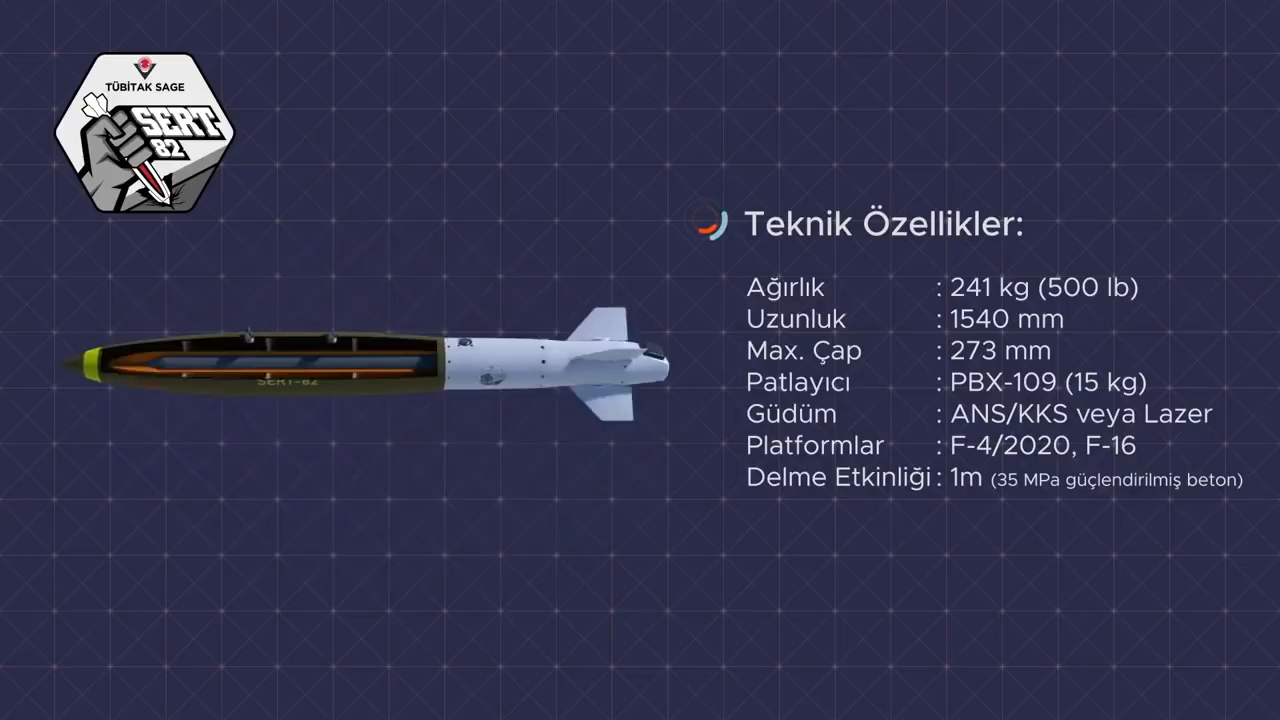 TÜBİTAK SAGE
SERT-
82
Teknik Özellikler:
Ağırlık : 241 kg (500 lb)
Uzunluk : 1540 mm
Max. Çap : 273 mm
Patlayıcı : PBX-109 (15 kg)
Güdüm : ANS/KKS veya Lazer
Platformlar : F-4/2020, F-16
Delme Etkinliği : 1m (35 MPa güçlendirilmiş beton)
SERT-82